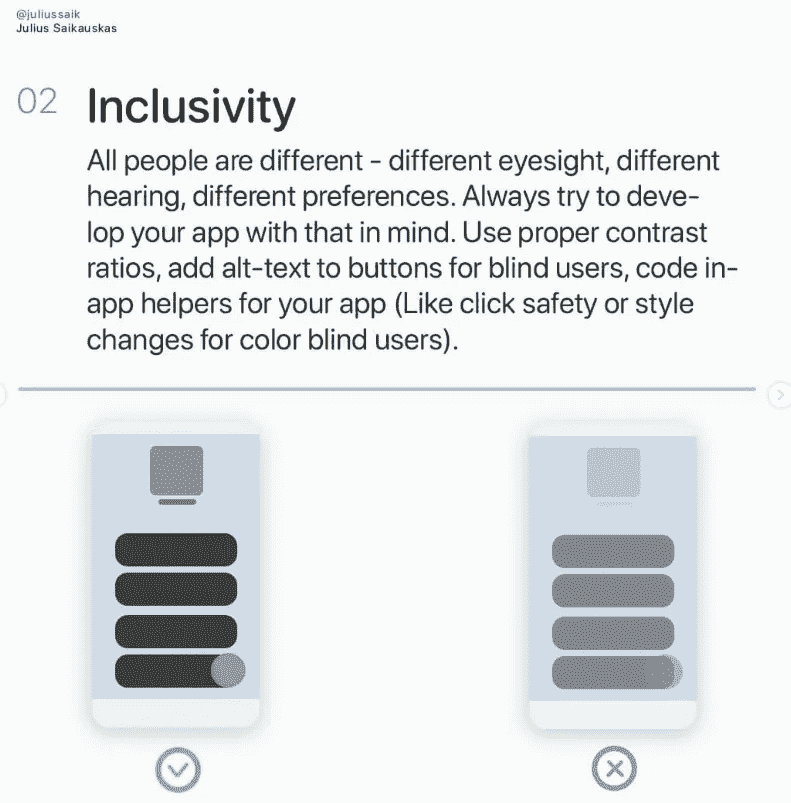 @juliussaik
Julius Saikauskas
02 Inclusivity
All people are different - different eyesight, different
hearing, different preferences. Always try to deve-
lop your app with that in mind. Use proper contrast
ratios, add alt-text to buttons for blind users, code in-
app helpers for your app (Like click safety or style
changes for color blind users).